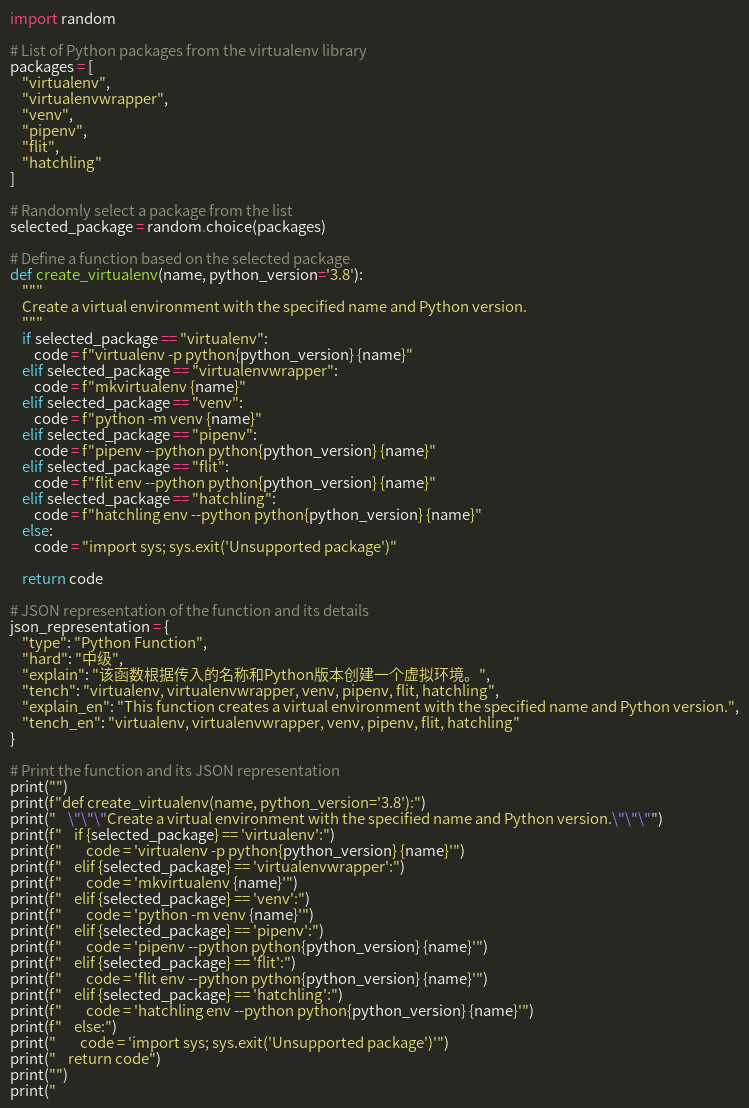 import random

# List of Python packages from the virtualenv library
packages = [
    "virtualenv",
    "virtualenvwrapper",
    "venv",
    "pipenv",
    "flit",
    "hatchling"
]

# Randomly select a package from the list
selected_package = random.choice(packages)

# Define a function based on the selected package
def create_virtualenv(name, python_version='3.8'):
    """
    Create a virtual environment with the specified name and Python version.
    """
    if selected_package == "virtualenv":
        code = f"virtualenv -p python{python_version} {name}"
    elif selected_package == "virtualenvwrapper":
        code = f"mkvirtualenv {name}"
    elif selected_package == "venv":
        code = f"python -m venv {name}"
    elif selected_package == "pipenv":
        code = f"pipenv --python python{python_version} {name}"
    elif selected_package == "flit":
        code = f"flit env --python python{python_version} {name}"
    elif selected_package == "hatchling":
        code = f"hatchling env --python python{python_version} {name}"
    else:
        code = "import sys; sys.exit('Unsupported package')"

    return code

# JSON representation of the function and its details
json_representation = {
    "type": "Python Function",
    "hard": "中级",
    "explain": "该函数根据传入的名称和Python版本创建一个虚拟环境。",
    "tench": "virtualenv, virtualenvwrapper, venv, pipenv, flit, hatchling",
    "explain_en": "This function creates a virtual environment with the specified name and Python version.",
    "tench_en": "virtualenv, virtualenvwrapper, venv, pipenv, flit, hatchling"
}

# Print the function and its JSON representation
print("")
print(f"def create_virtualenv(name, python_version='3.8'):")
print("    \"\"\"Create a virtual environment with the specified name and Python version.\"\"\"")
print(f"    if {selected_package} == 'virtualenv':")
print(f"        code = 'virtualenv -p python{python_version} {name}'")
print(f"    elif {selected_package} == 'virtualenvwrapper':")
print(f"        code = 'mkvirtualenv {name}'")
print(f"    elif {selected_package} == 'venv':")
print(f"        code = 'python -m venv {name}'")
print(f"    elif {selected_package} == 'pipenv':")
print(f"        code = 'pipenv --python python{python_version} {name}'")
print(f"    elif {selected_package} == 'flit':")
print(f"        code = 'flit env --python python{python_version} {name}'")
print(f"    elif {selected_package} == 'hatchling':")
print(f"        code = 'hatchling env --python python{python_version} {name}'")
print(f"    else:")
print("        code = 'import sys; sys.exit('Unsupported package')'")
print("    return code")
print("")
print("